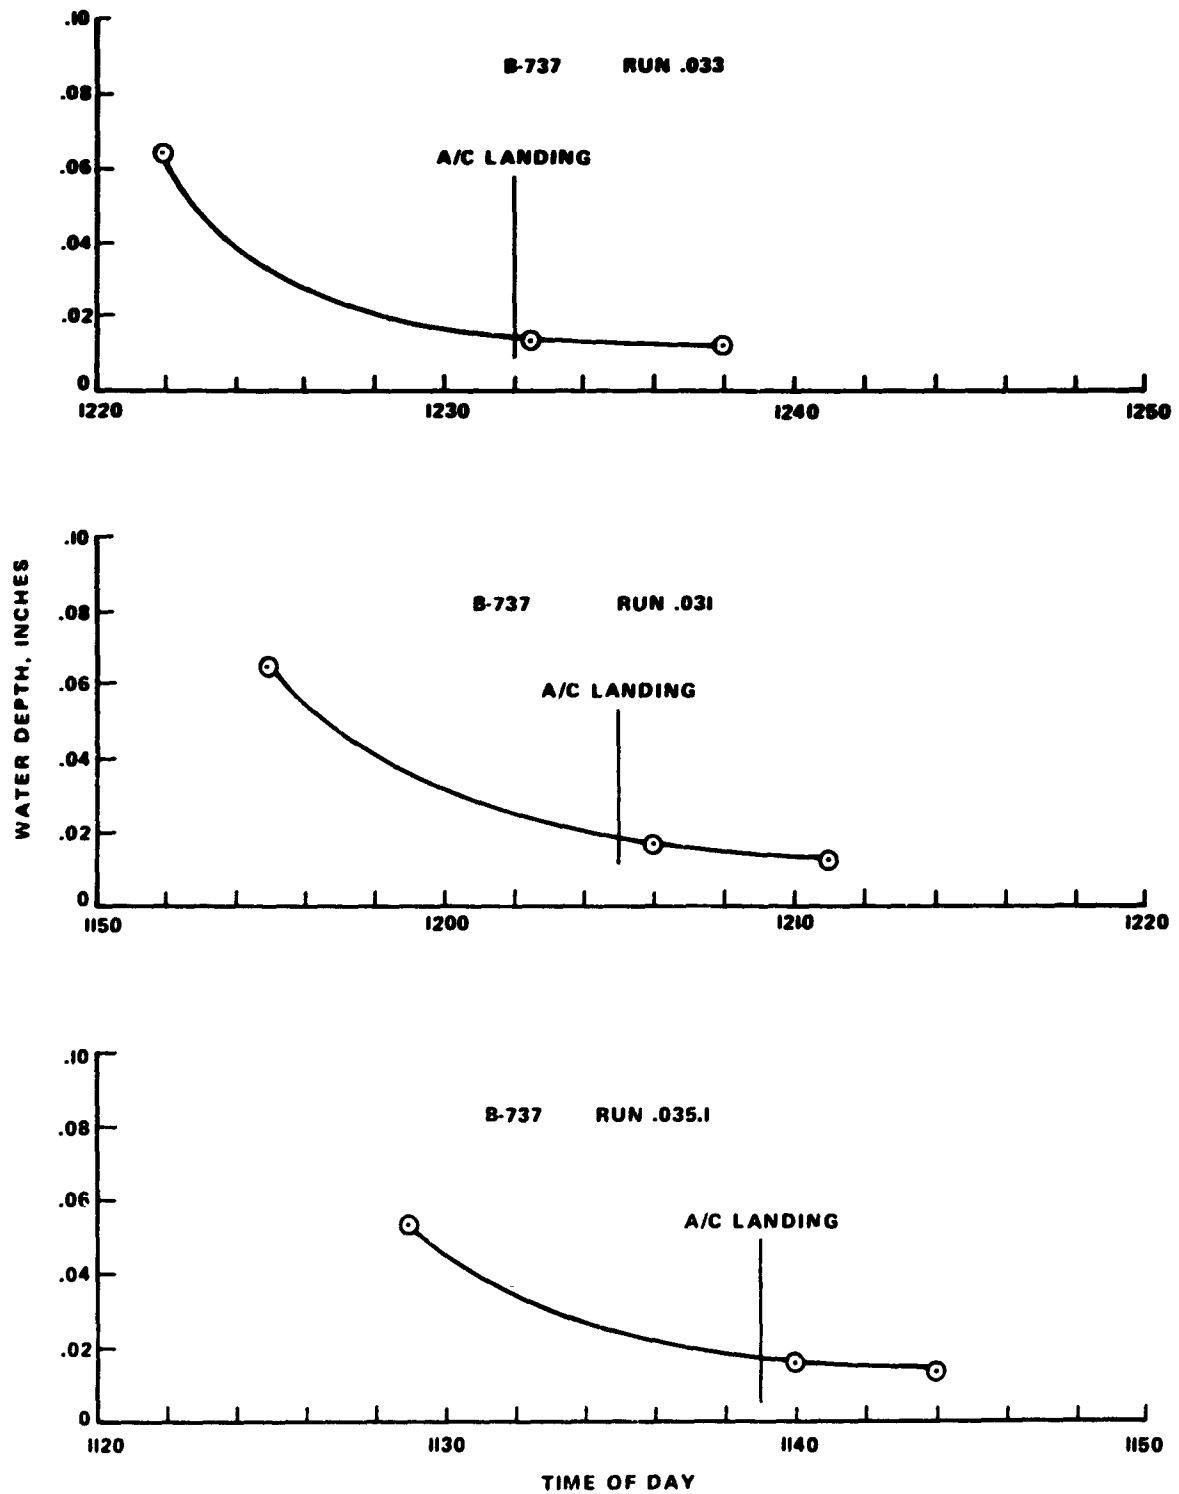 B-737 RUN .033
A/C LANDING
.10
.08
.06
.04
.02
0
1220 1230 1240 1250
WATER DEPTH, INCHES
B-737 RUN .031
A/C LANDING
.10
.08
.06
.04
.02
0
1150 1200 1210 1220
B-737 RUN .035.1
A/C LANDING
.10
.08
.06
.04
.02
0
1120 1130 1140 1150
TIME OF DAY